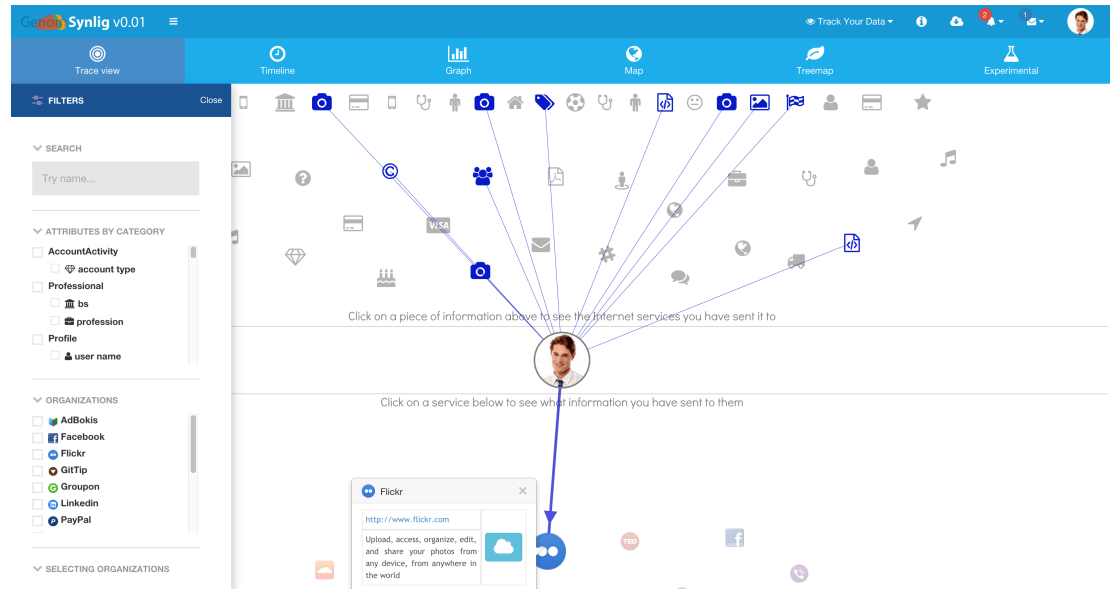 Genoh Synlig v0.01
Track Your Data
2
1
Trace view
Timeline
Graph
Map
Treemap
Experimental
FILTERS
Close
SEARCH
Try name...
ATTRIBUTES BY CATEGORY
AccountActivity
account type
Professional
bs
profession
Profile
user name
ORGANIZATIONS
AdBokis
Facebook
Flickr
GitTip
Groupon
Linkedin
PayPal
SELECTING ORGANIZATIONS
VISA
Click on a piece of information above to see the Internet services you have sent it to
Click on a service below to see what information you have sent to them
Flickr
http://www.flickr.com
Upload, access, organize, edit,
and share your photos from
any device, from anywhere in
the world
TED